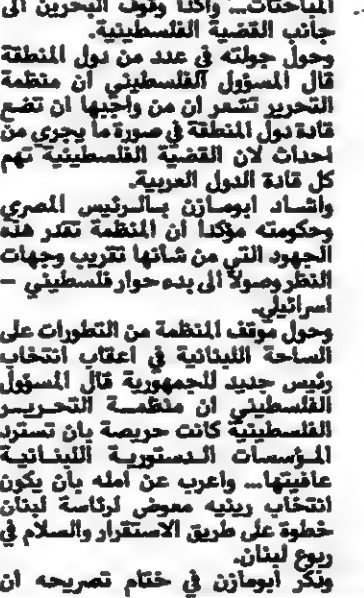 المباحثات... وأكدا وقوف البحرين الى
جانب القضية الفلسطينية.
وحول جولته في عدد من دول المنطقة
قال المسؤول الفلسطيني ان منظمة
التحرير تشعر ان من واجبها ان تضع
قادة دول المنطقة في صورة ما يجري من
احداث لان القضية الفلسطينية تهم
كل قادة الدول العربية.
واشاد ابومازن بالرئيس المصري
وحكومته مؤكدا ان المنظمة تقدر هذه
الجهود التي من شأنها تقريب وجهات
النظر وصولاً الى بدء حوار فلسطيني –
اسرائيلي.
وحول موقف المنظمة من التطورات على
الساحة اللبنانية في اعقاب انتخاب
رئيس جديد للجمهورية قال المسؤول
الفلسطيني ان منظمة التحرير
الفلسطينية كانت حريصة بان تسترد
المؤسسات الدستورية اللبنانية
عافيتها... واعرب عن امله بان يكون
انتخاب رينيه معوض لرئاسة لبنان
خطوة على طريق الاستقرار والسلام في
ربوع لبنان.
وذكر ابومازن في ختام تصريحه ان